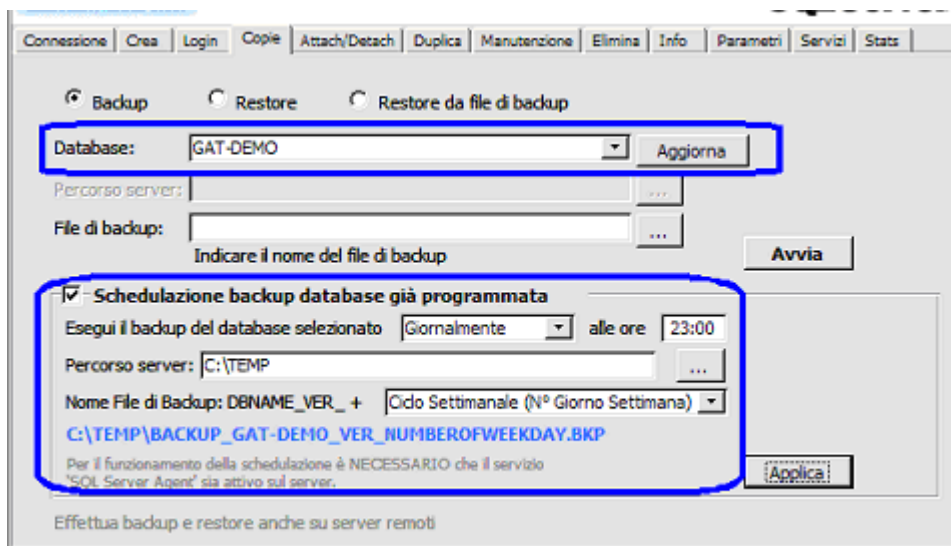 Connessione Crea Login Copie Attach/Detach Duplica Manutenzione Elimina Info Parametri Servizi Stats
Backup Restore Restore da file di backup
Database: GAT-DEMO Aggiorna
Percorso server: ...
File di backup: ...
Indicare il nome del file di backup
Avvia
Schedulazione backup database già programmata
Esegui il backup del database selezionato Giornalmente alle ore 23:00
Percorso server: C:\TEMP ...
Nome File di Backup: DBNAME_VER_ + Ciclo Settimanale (N° Giorno Settimana)
C:\TEMP\BACKUP_GAT-DEMO_VER_NUMBEROFWEEKDAY.BKP
Per il funzionamento della schedulazione è NECESSARIO che il servizio
'SQL Server Agent' sia attivo sul server.
Applica
Effettua backup e restore anche su server remoti